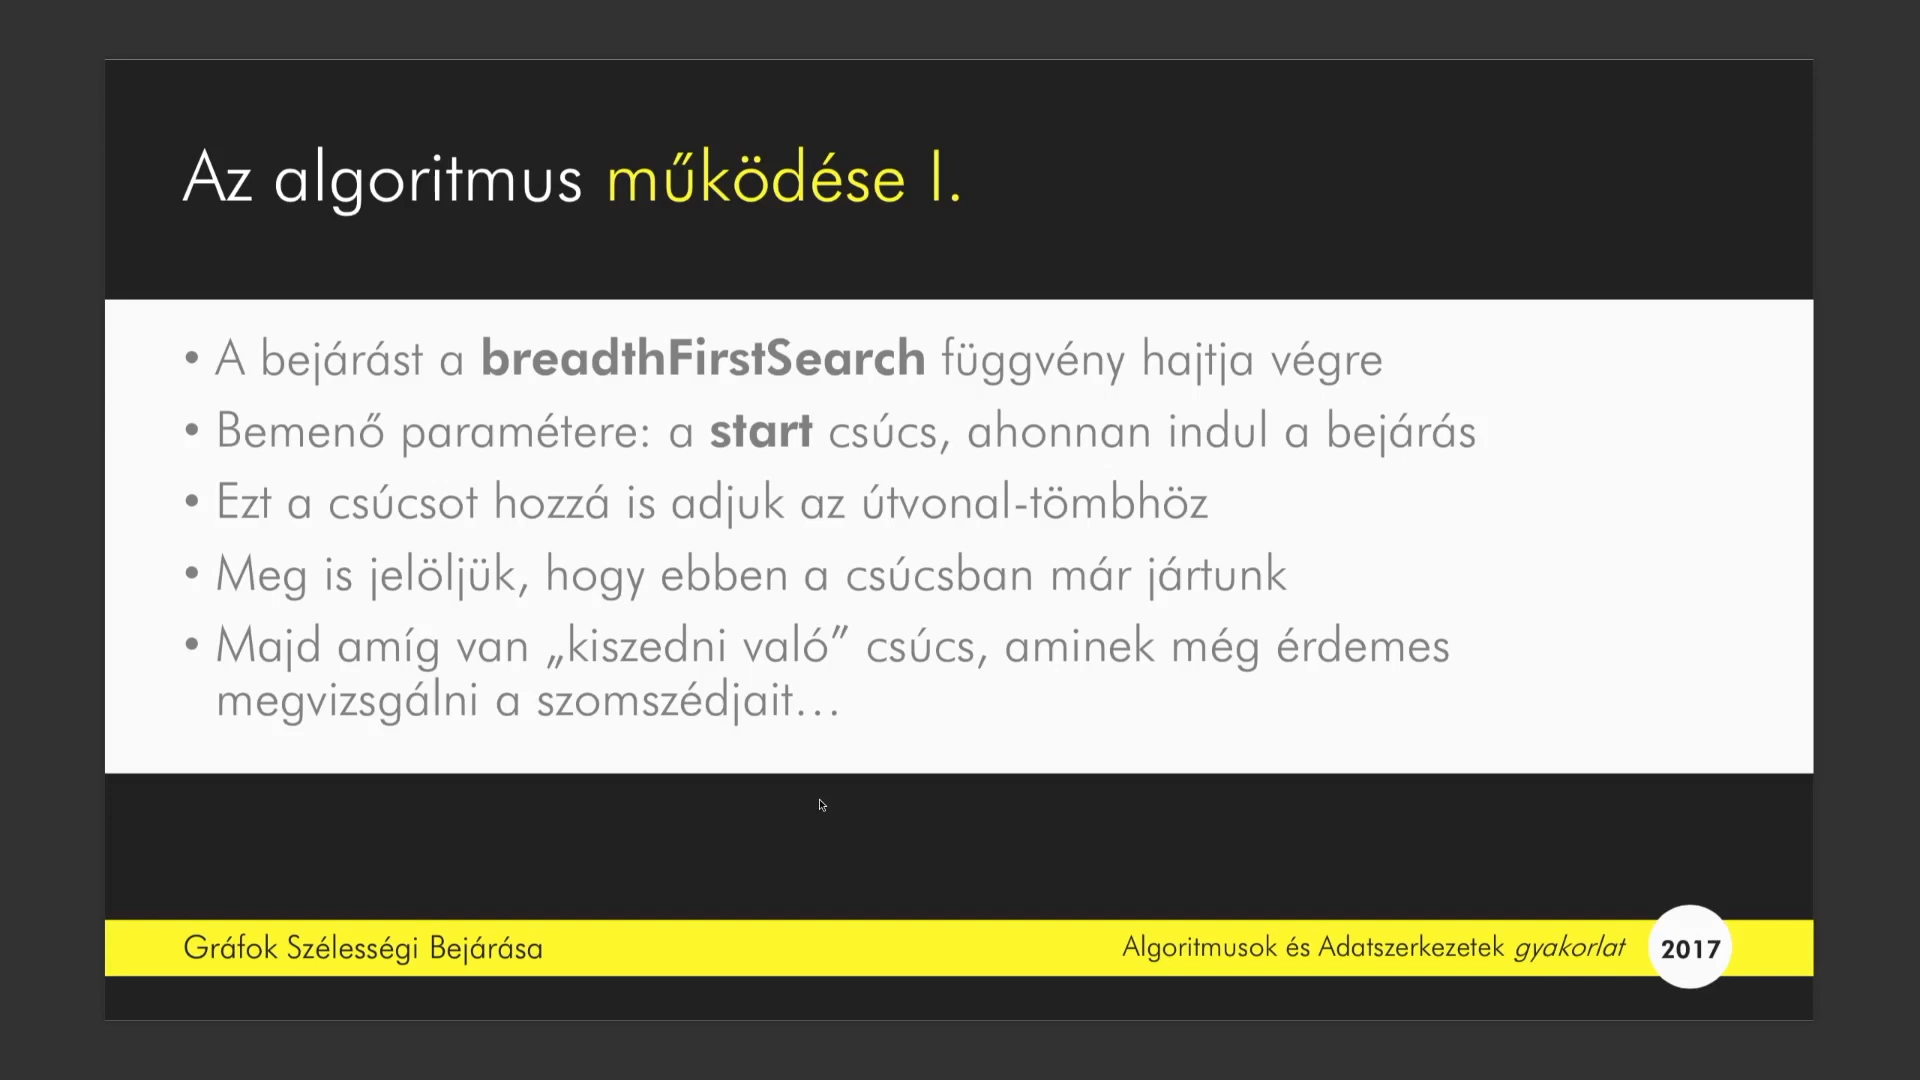 Az algoritmus működése I.
• A bejárást a breadthFirstSearch függvény hajtja végre
• Bemenő paramétere: a start csúcs, ahonnan indul a bejárás
• Ezt a csúcsot hozzá is adjuk az útvonal-tömbhöz
• Meg is jelöljük, hogy ebben a csúcsban már jártunk
• Majd amíg van „kiszedni való” csúcs, aminek még érdemes
megvizsgálni a szomszédjait…
Gráfok Szélességi Bejárása
Algoritmusok és Adatszerkezetek gyakorlat
2017